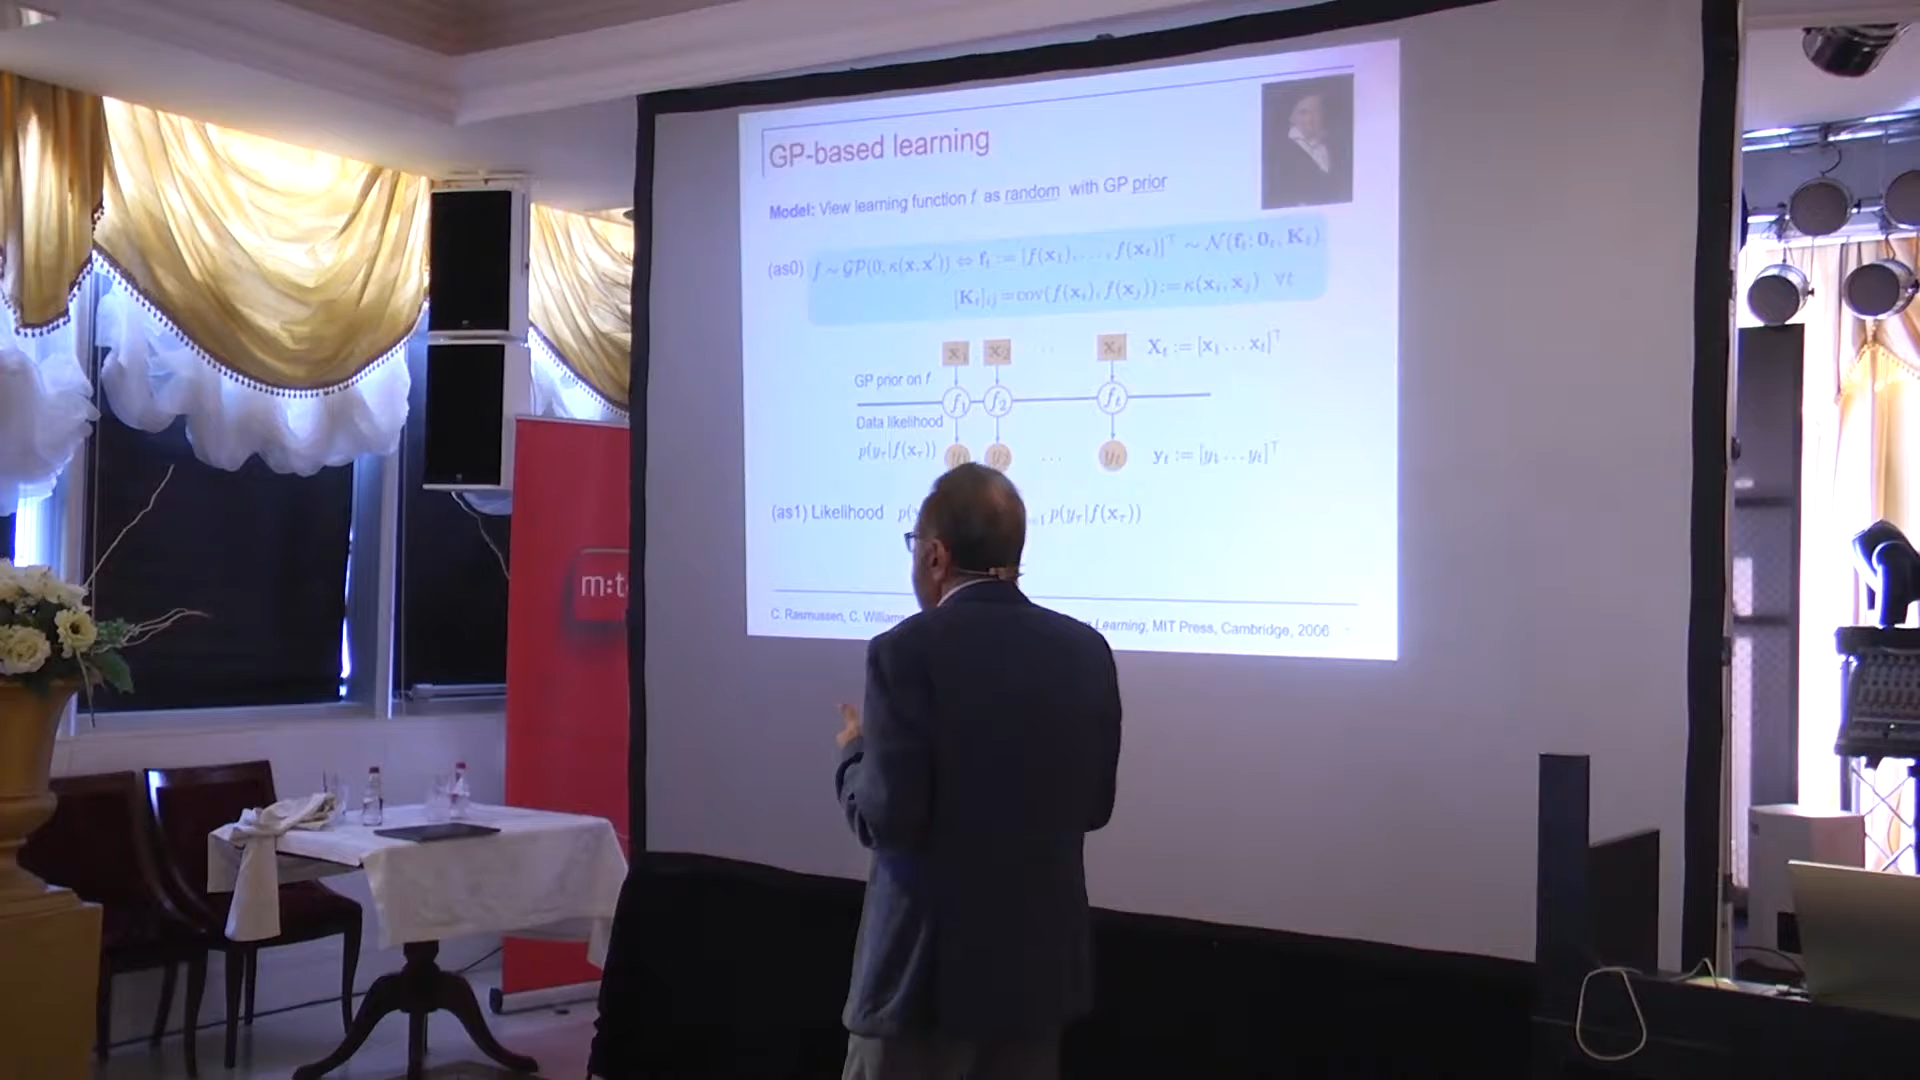 GP-based learning
Model: View learning function f as random with GP prior
(as0) f ∼ GP(0, κ(x, x′)) ⇔ f_t := [f(x_1), . . . , f(x_t)]^⊤ ∼ N(f_t; 0_t, K_t)
[K_t]_ij = cov(f(x_i), f(x_j)) := κ(x_i, x_j) ∀t
x_1 x_2 . . x_t X_t := [x_1 . . . x_t]^⊤
GP prior on f
f_1 f_2 f_t
Data likelihood
p(y_τ|f(x_τ)) y_1 y_2 . . . y_t y_t := [y_1 . . . y_t]^⊤
(as1) Likelihood p( =1 p(y_τ|f(x_τ))
C. Rasmussen, C. Williams Learning, MIT Press, Cambridge, 2006
m:t